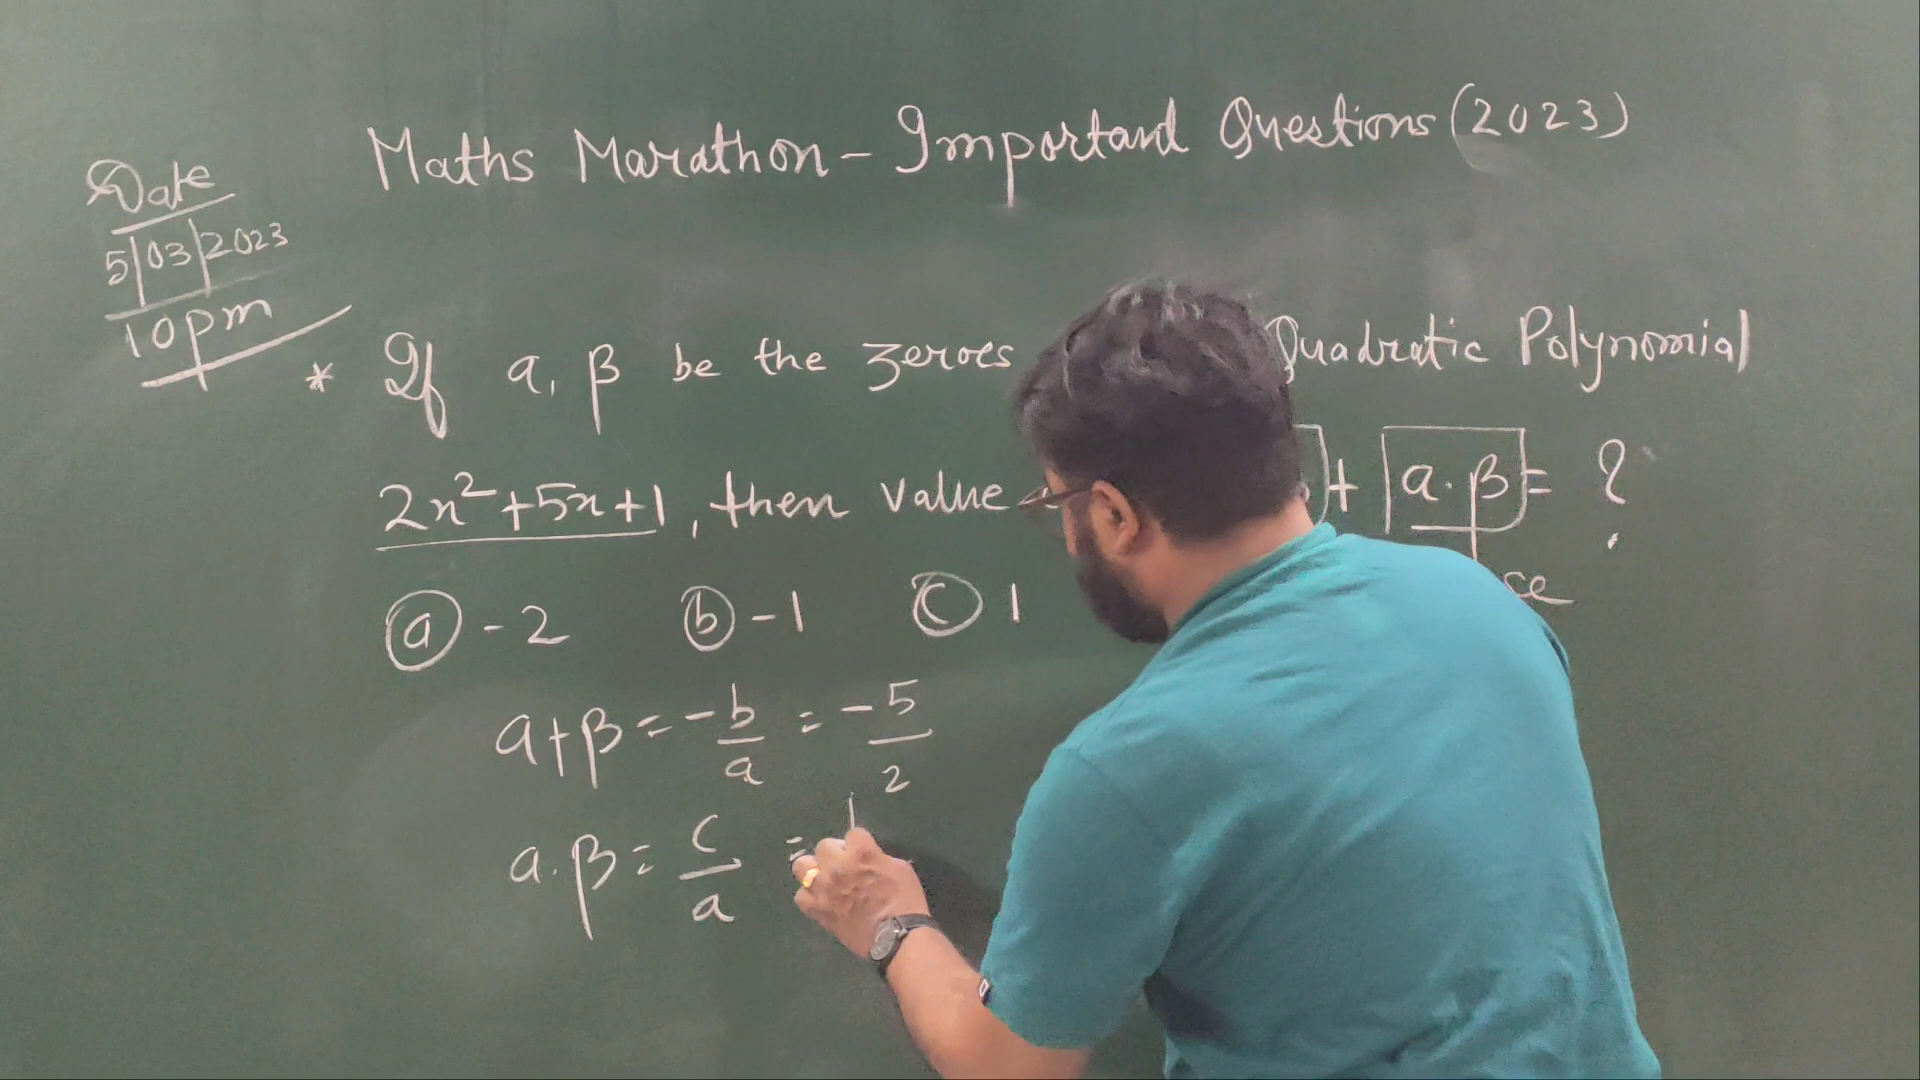 Maths Marathon - Important Questions (2023)
Date
5|03|2023
10pm
* If α, β be the zeroes Quadratic Polynomial
2x²+5x+1, then value + α.β = ?
(a) -2 (b) -1 (c) 1
α+β = -b/a = -5/2
α.β = c/a = 1